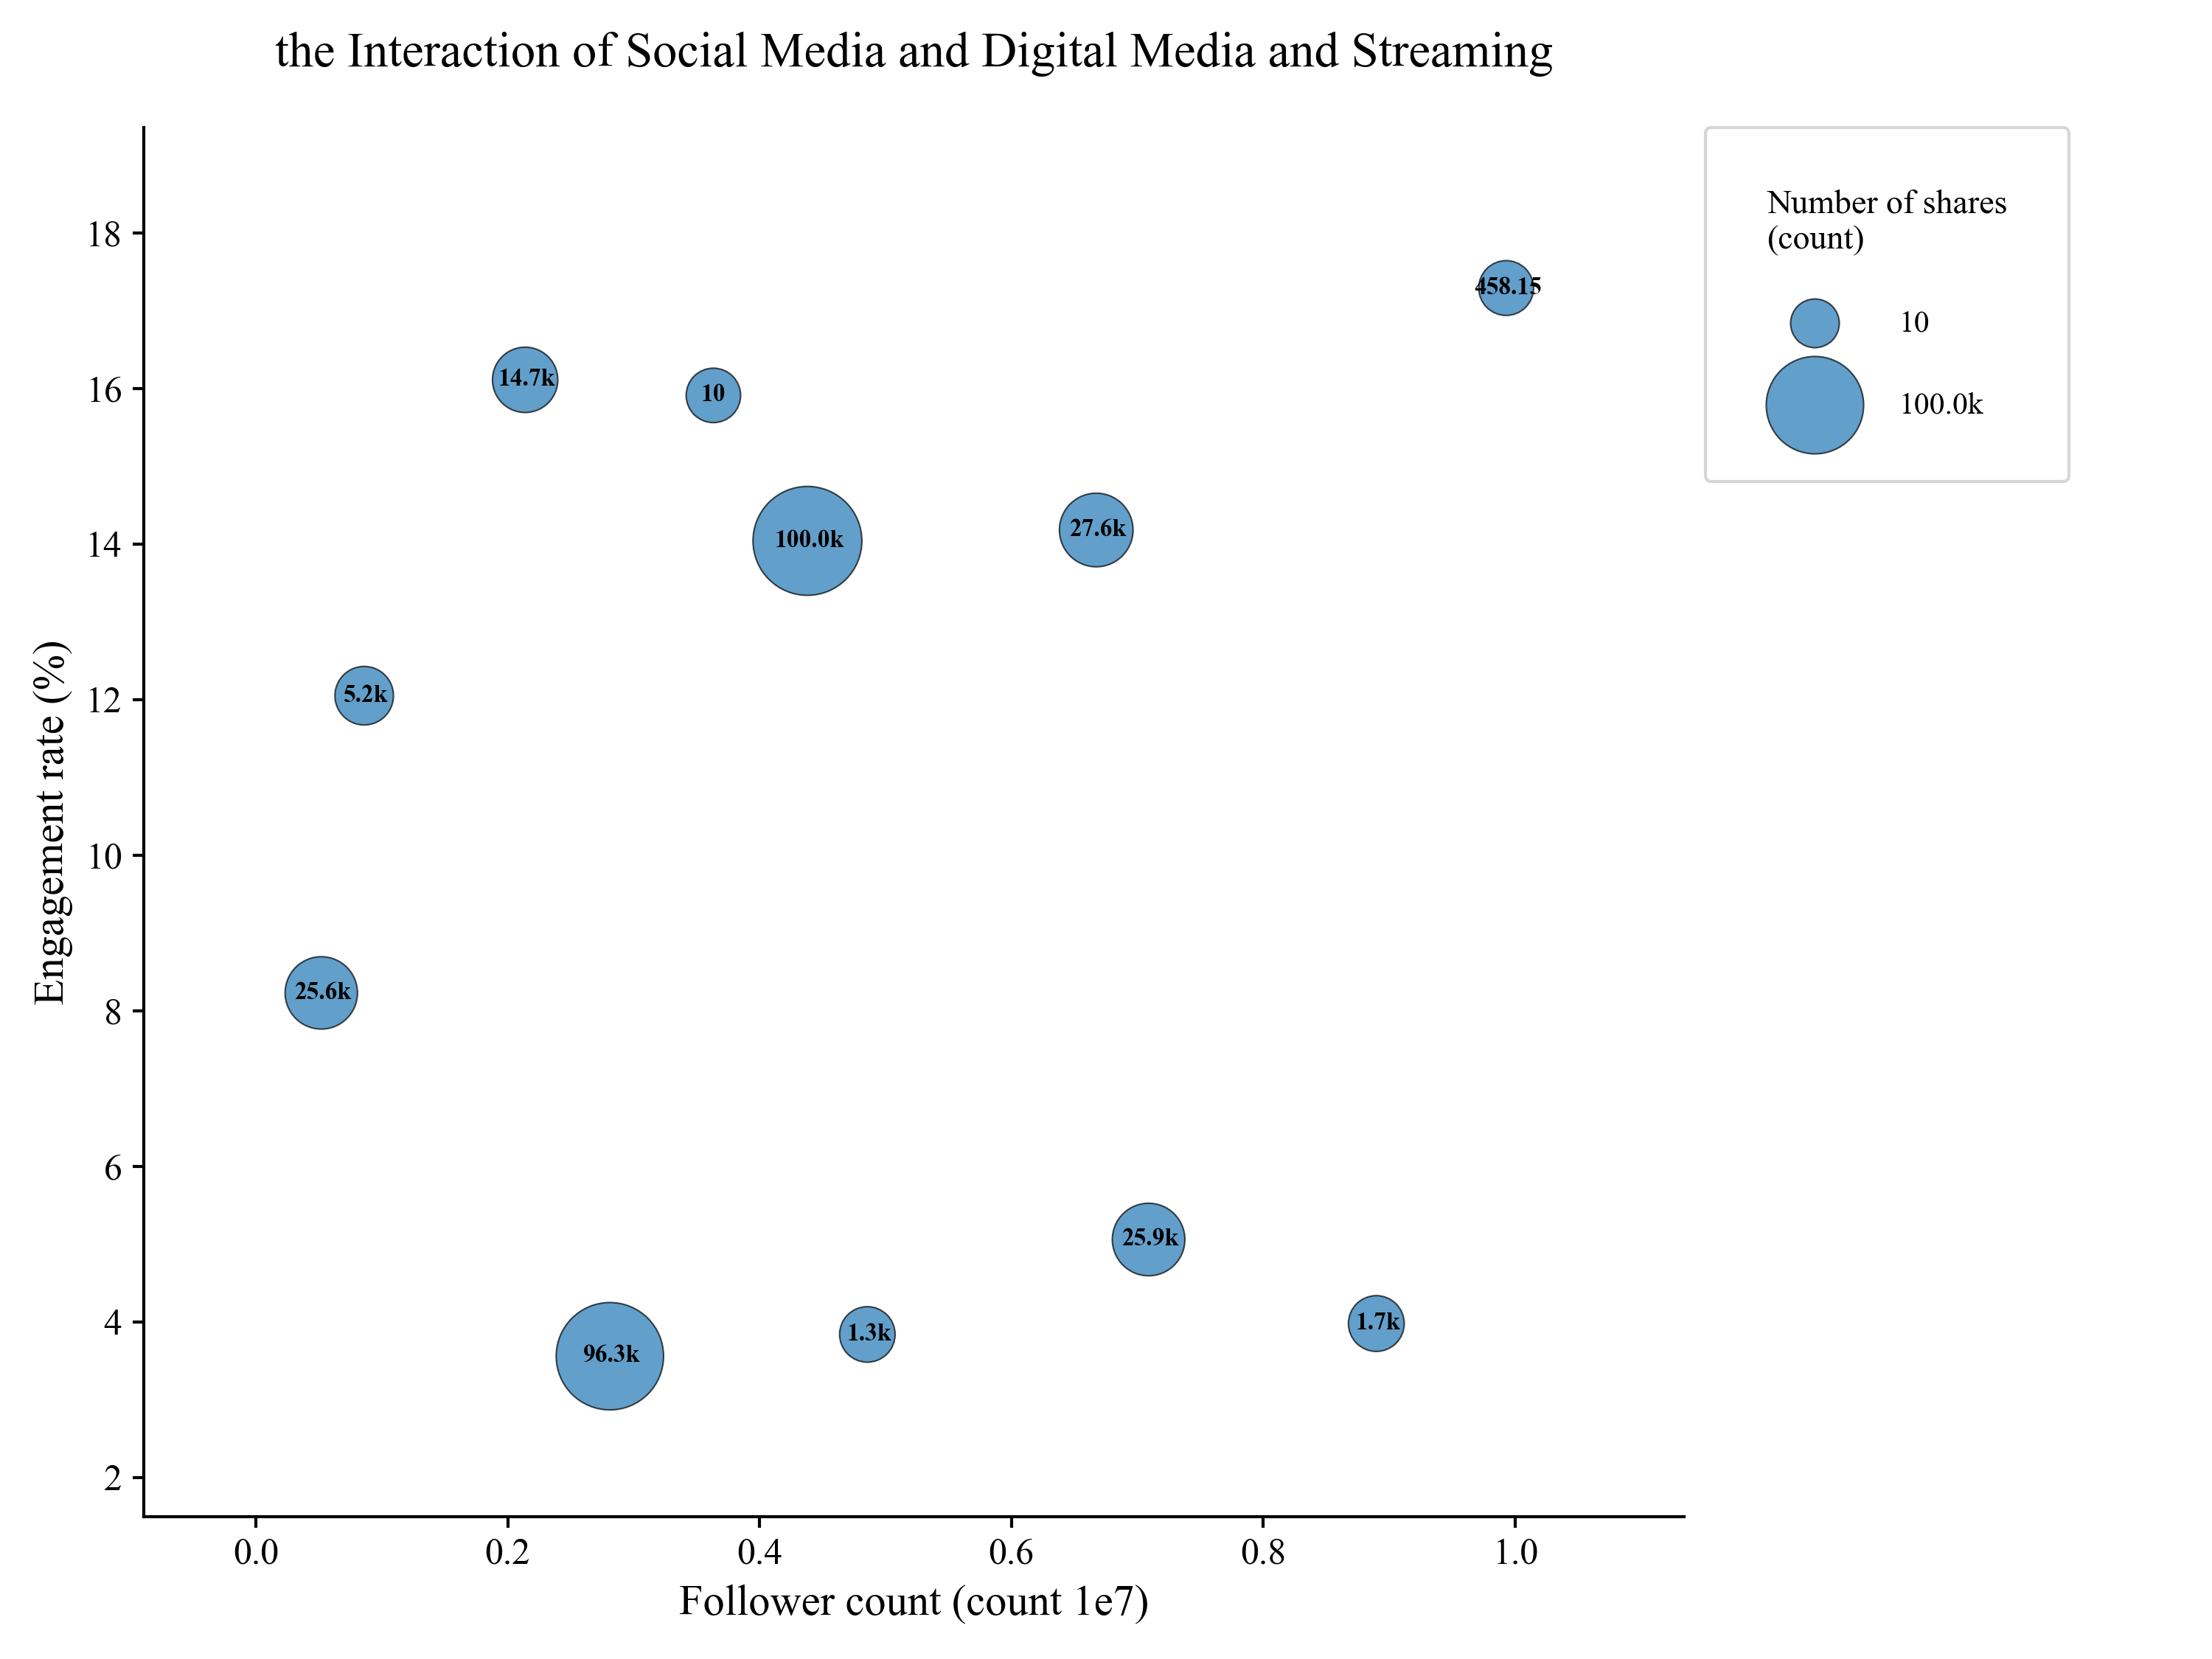 the Interaction of Social Media and Digital Media and Streaming
Number of shares
(count)
10
100.0k
Engagement rate (%)
18
16
14
12
10
8
6
4
2
458.15
14.7k
10
100.0k
27.6k
5.2k
25.6k
25.9k
96.3k
1.3k
1.7k
0.0 0.2 0.4 0.6 0.8 1.0
Follower count (count 1e7)